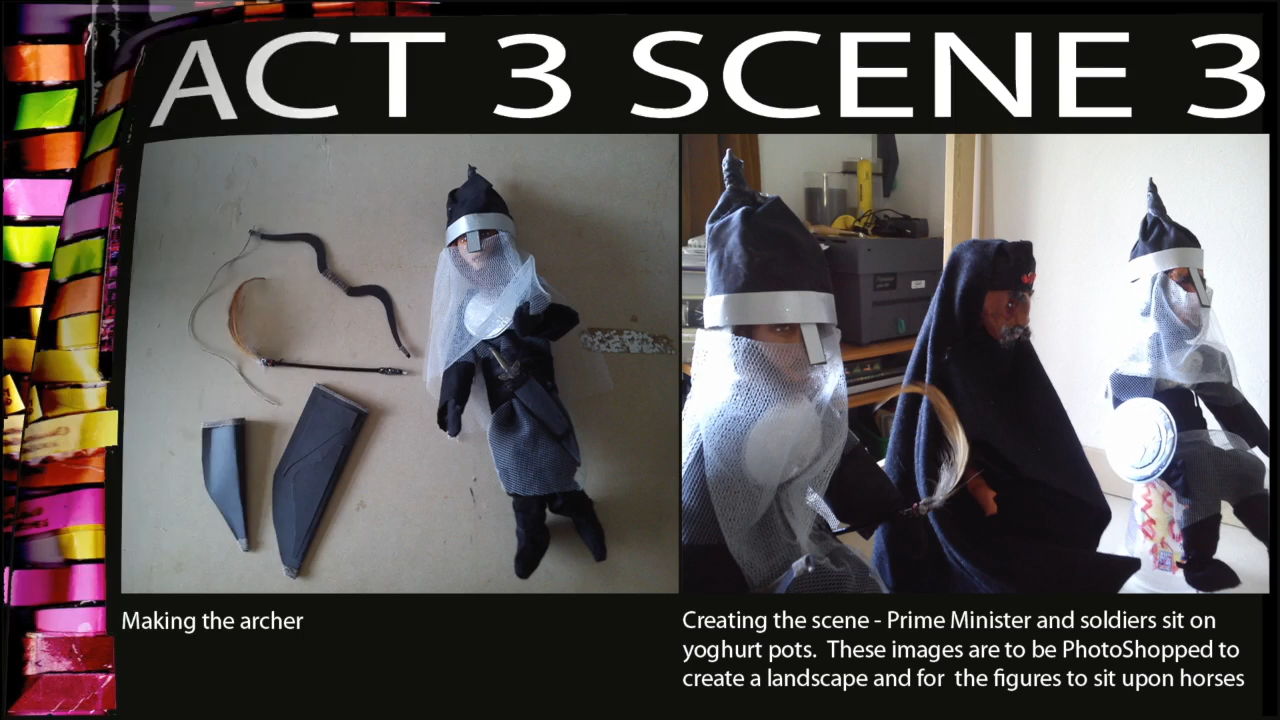 ACT 3 SCENE 3
Making the archer
Creating the scene - Prime Minister and soldiers sit on
yoghurt pots.  These images are to be PhotoShopped to
create a landscape and for  the figures to sit upon horses